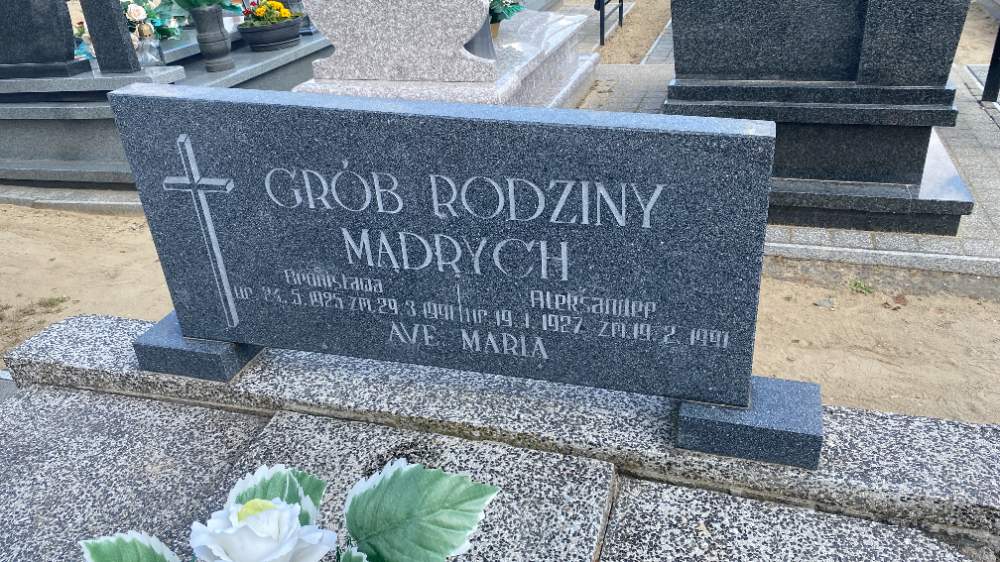 GRÓB RODZINY
MĄDRYCH
Bronisława Aleksander
ur. 24.5.1925 zm.29.3.1991 ur.19.1.1927 zm.19.2.1991
AVE MARIA